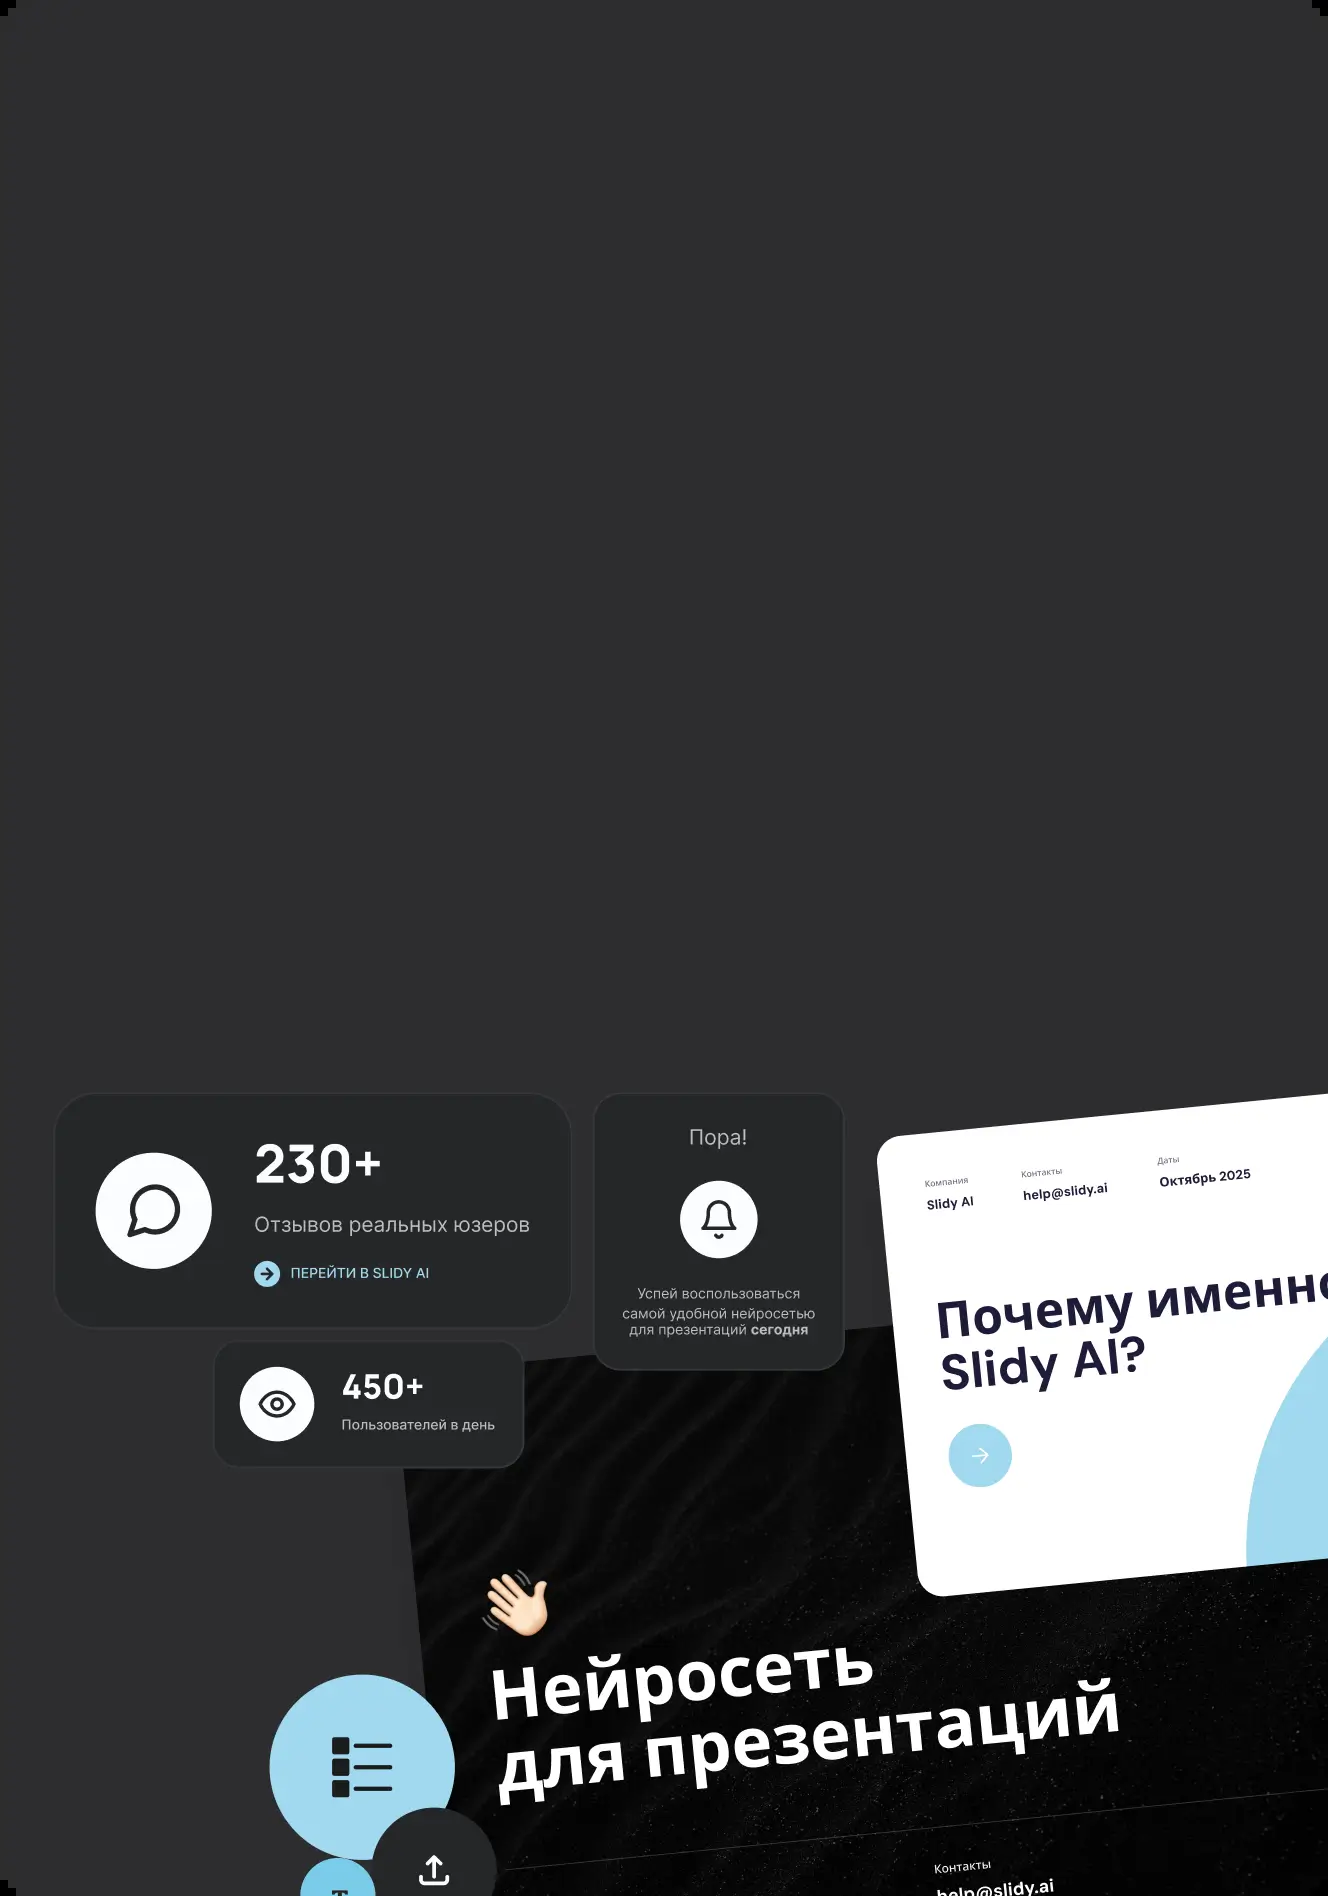 230+
Отзывов реальных юзеров
ПЕРЕЙТИ В SLIDY AI
Пора!
Успей воспользоваться
самой удобной нейросетью
для презентаций сегодня
450+
Пользователей в день
Компания
Slidy AI
Контакты
help@slidy.ai
Даты
Октябрь 2025
Почему именно
Slidy AI?
Нейросеть
для презентаций
Контакты
help@slidy.ai